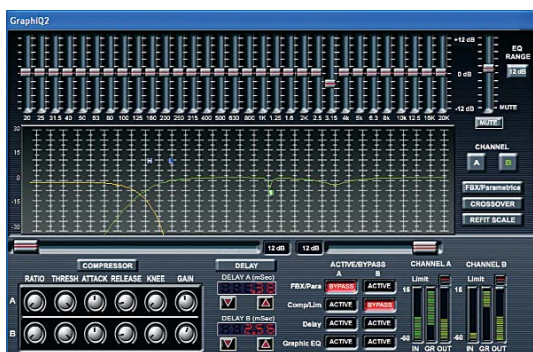 GraphiQ2
+12 dB
EQ RANGE
12 dB
0 dB
-12 dB
MUTE
20 25 31.5 40 50 63 80 100 125 160 200 250 315 400 500 630 800 1K 1.25 1.6 2K 2.5 3.15 4k 5k 6.3 8k 10k 12.5 16K 20K
MUTE
30
15
-15
-30
H
L
CHANNEL
A B
FBX/Parametrics
CROSSOVER
REFIT SCALE
12 dB 12 dB
COMPRESSOR
RATIO THRESH ATTACK RELEASE KNEE GAIN
A
B
DELAY
DELAY A (mSec)
DELAY B (mSec)
2.56
ACTIVE/BYPASS
A B
FBX/Para BYPASS ACTIVE
Comp/Lim ACTIVE BYPASS
Delay ACTIVE ACTIVE
Graphic EQ ACTIVE ACTIVE
CHANNEL A CHANNEL B
Limit Limit
15 15
-60 -60
IN GR OUT IN GR OUT